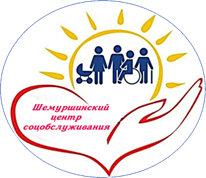 Шемуршинский
центр
соцобслуживания